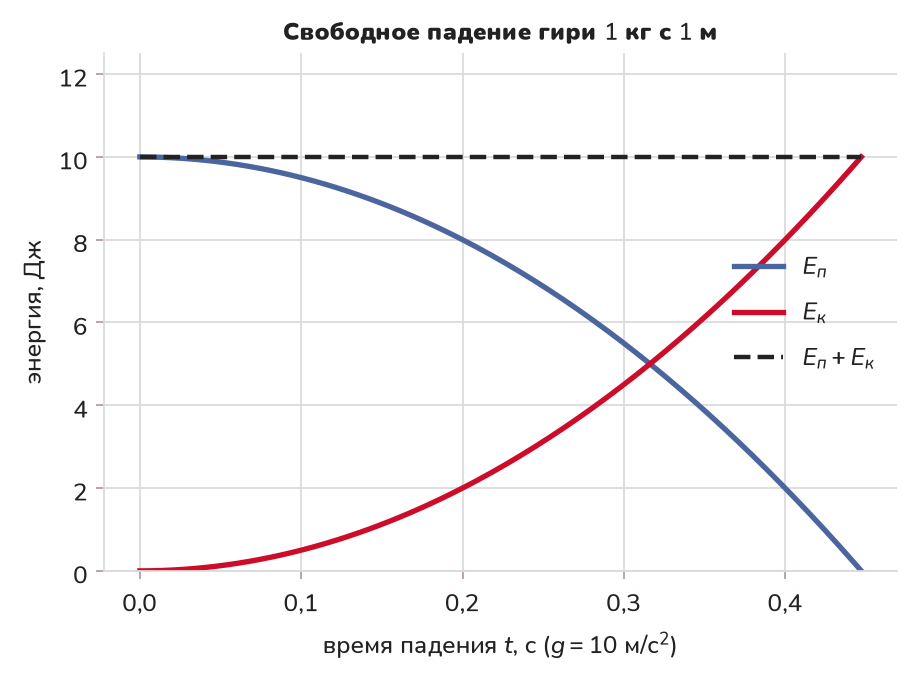 Свободное падение гири 1 кг с 1 м
энергия, Дж
12
10
8
6
4
2
0
0,0 0,1 0,2 0,3 0,4
время падения t, с (g = 10 м/с²)
Eп
Eк
Eп + Eк